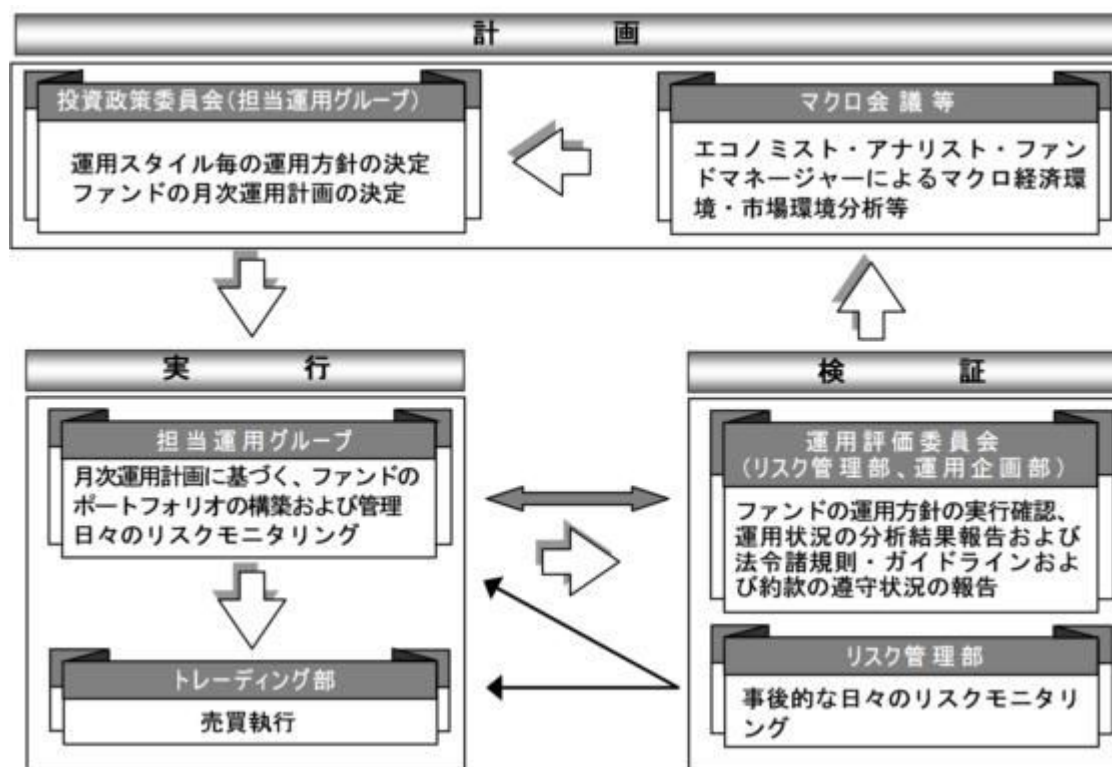 計画
投資政策委員会（担当運用グループ）
運用スタイル毎の運用方針の決定
ファンドの月次運用計画の決定
マクロ会議等
エコノミスト・アナリスト・ファン
ドマネージャーによるマクロ経済環
境・市場環境分析等
実行
担当運用グループ
月次運用計画に基づく、ファンドの
ポートフォリオの構築および管理
日々のリスクモニタリング
トレーディング部
売買執行
検証
運用評価委員会
（リスク管理部、運用企画部）
ファンドの運用方針の実行確認、
運用状況の分析結果報告および
法令諸規則・ガイドラインおよ
び約款の遵守状況の報告
リスク管理部
事後的な日々のリスクモニタリ
ング